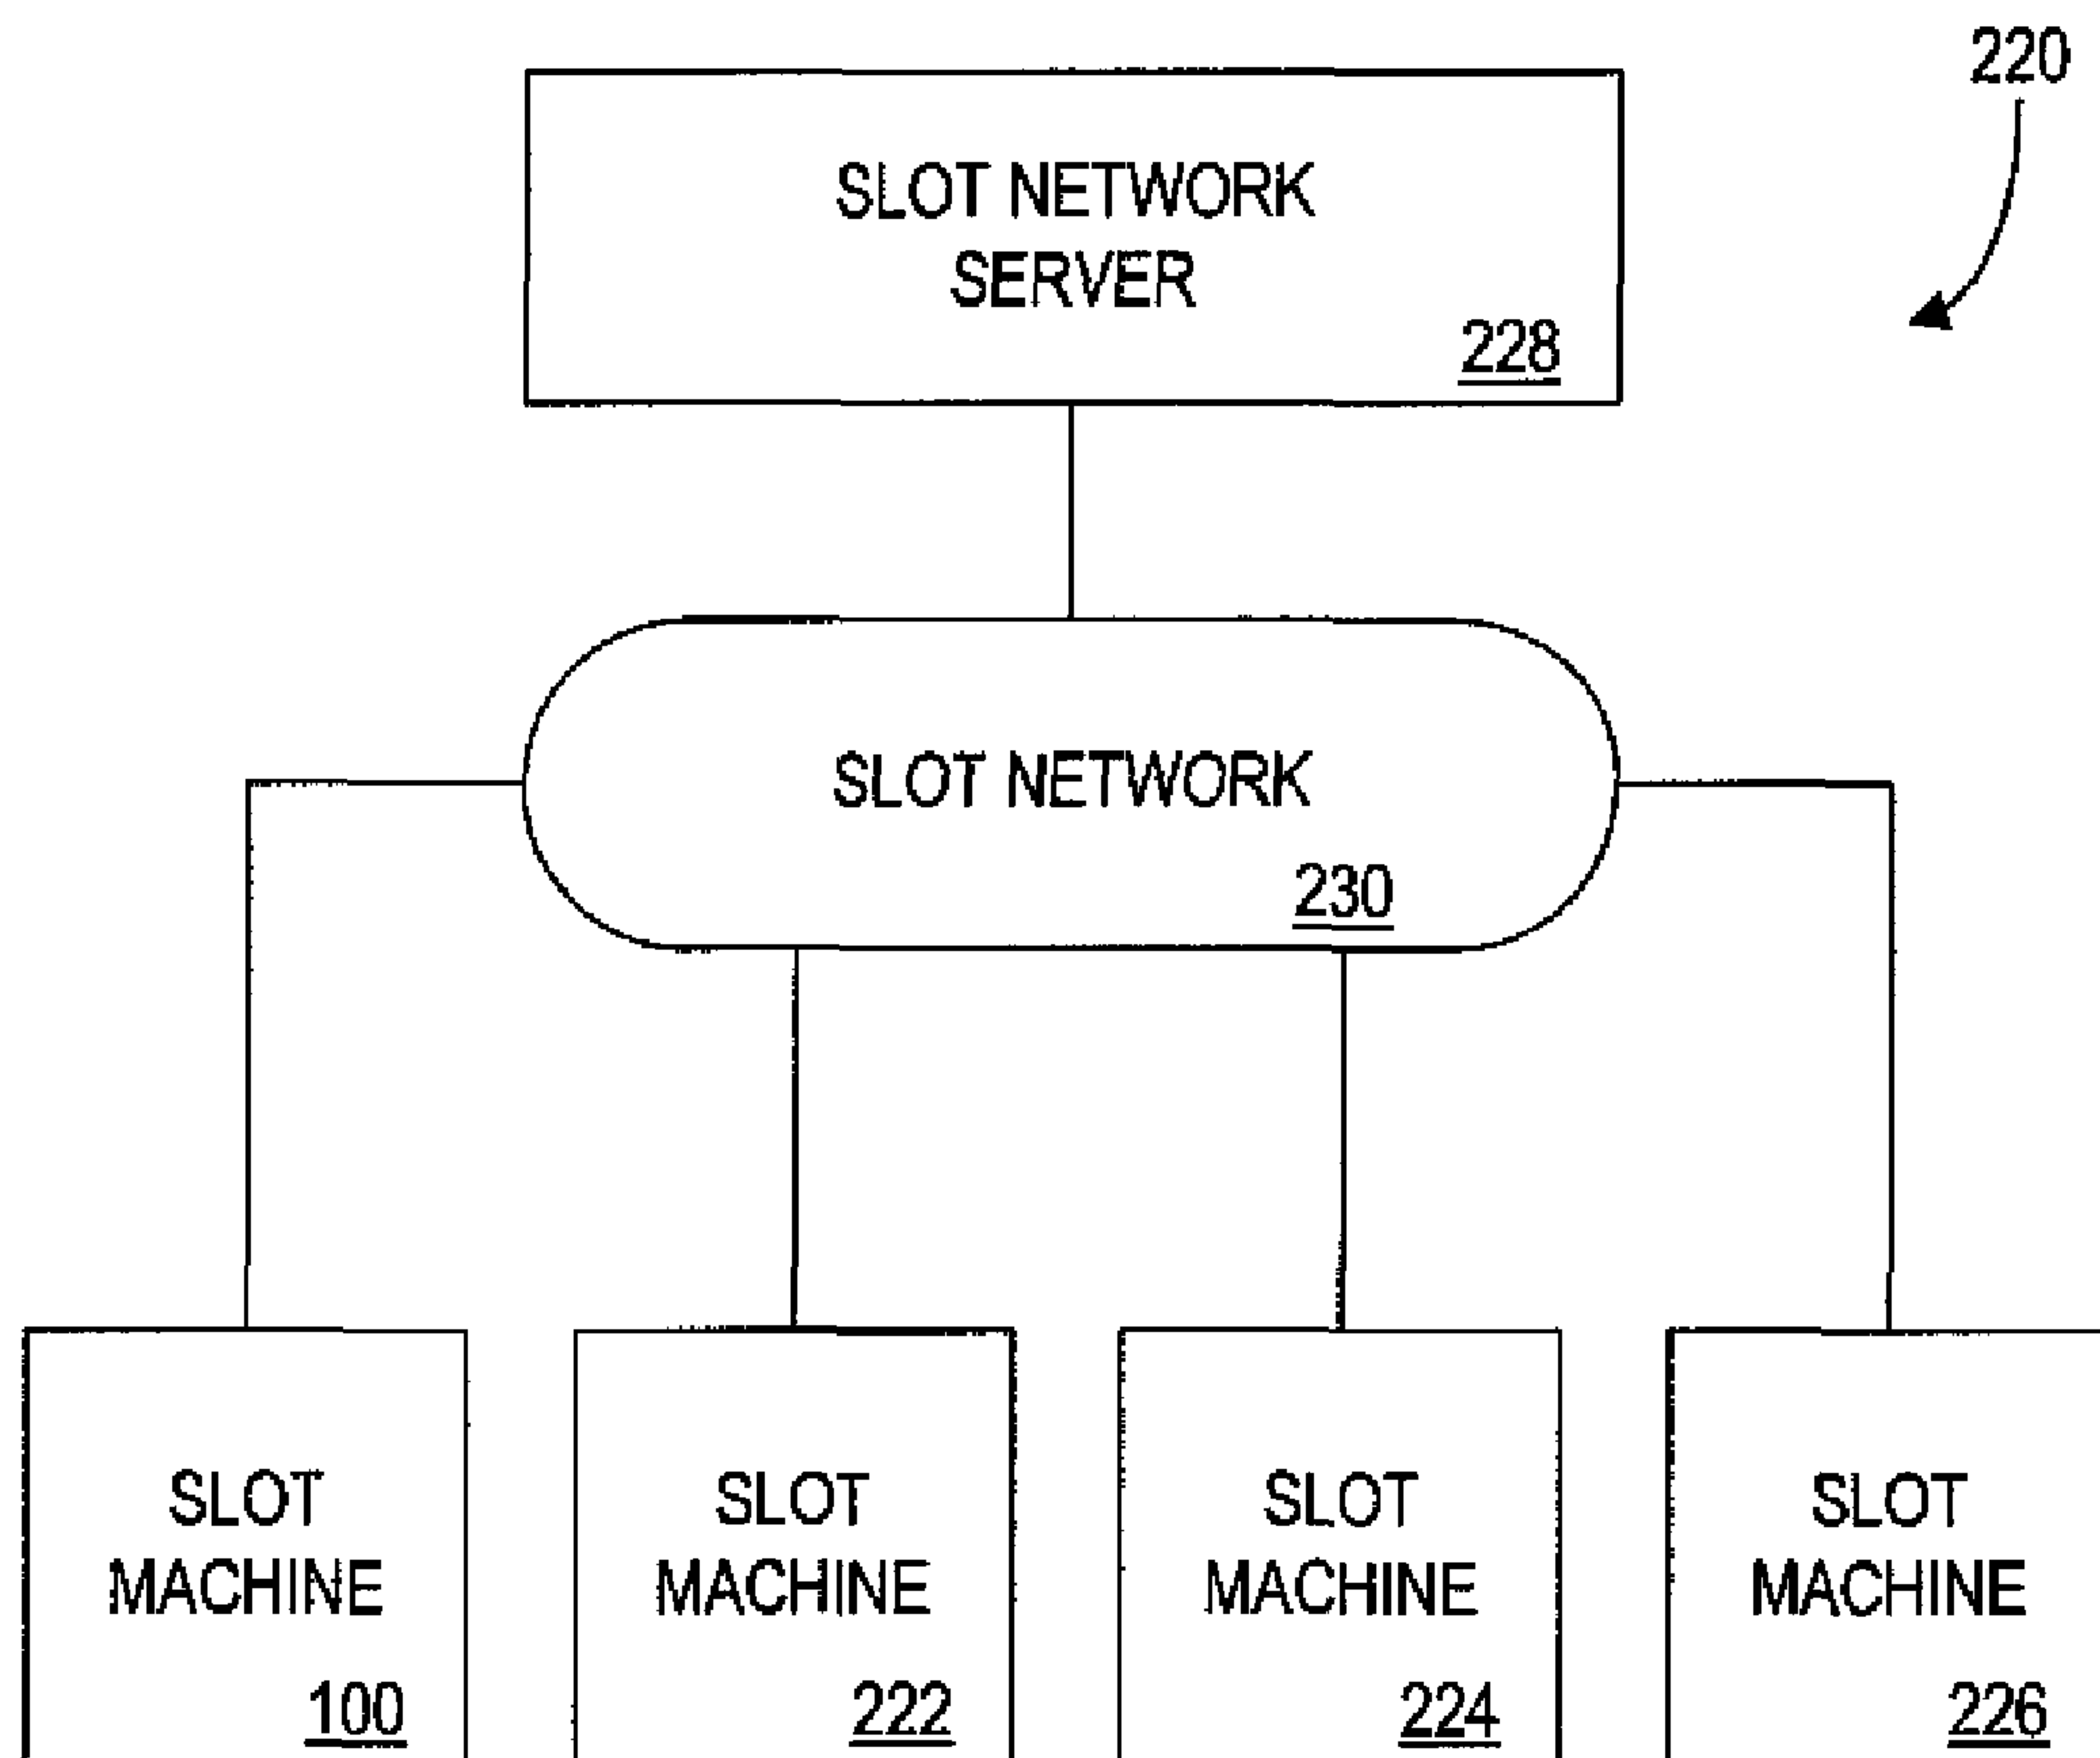 220
SLOT NETWORK
SERVER
228
SLOT NETWORK
230
SLOT
MACHINE
100
SLOT
MACHINE
222
SLOT
MACHINE
224
SLOT
MACHINE
226